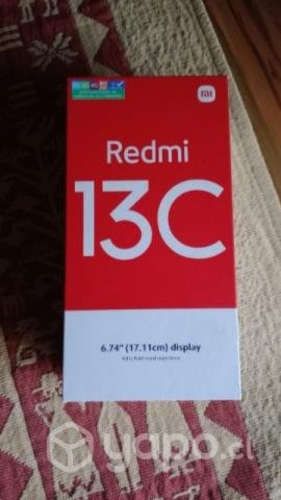 mi
Redmi
13C
6.74" (17.11cm) display
yapo.cl